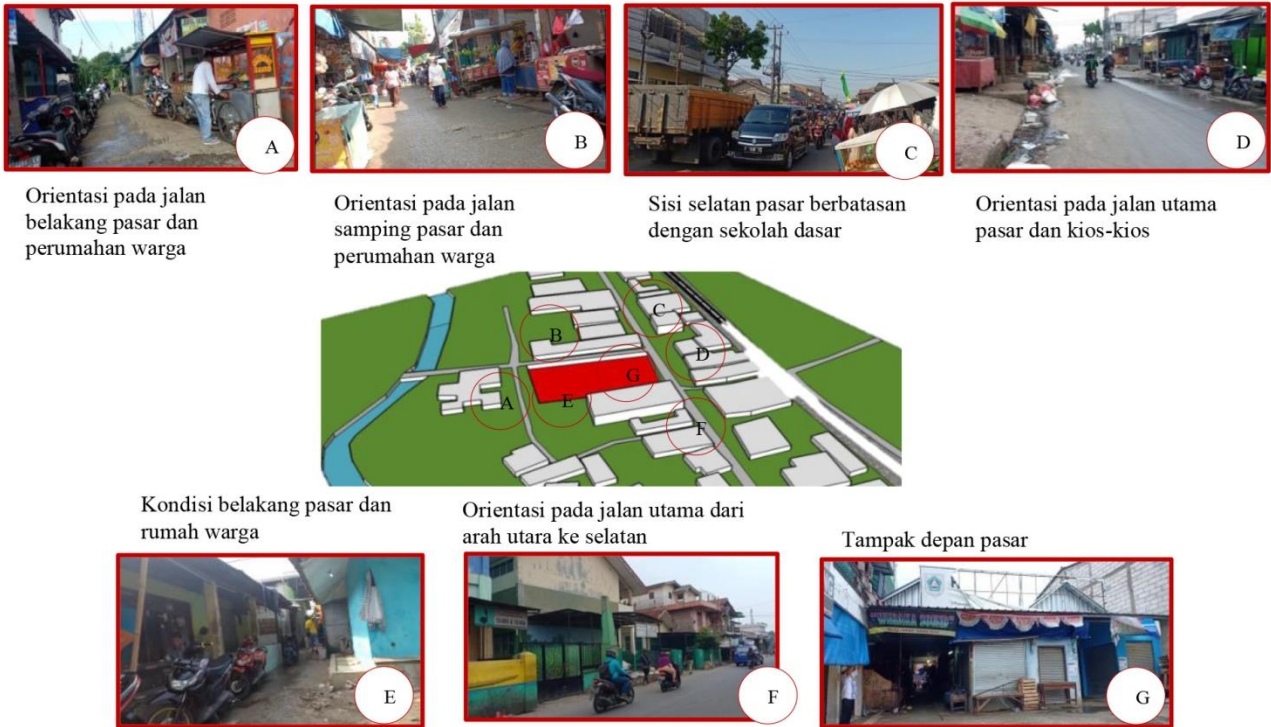 A
B
C
D
Orientasi pada jalan
belakang pasar dan
perumahan warga
Orientasi pada jalan
samping pasar dan
perumahan warga
Sisi selatan pasar berbatasan
dengan sekolah dasar
Orientasi pada jalan utama
pasar dan kios-kios
C
B
D
G
A
E
F
Kondisi belakang pasar dan
rumah warga
Orientasi pada jalan utama dari
arah utara ke selatan
Tampak depan pasar
E
F
G